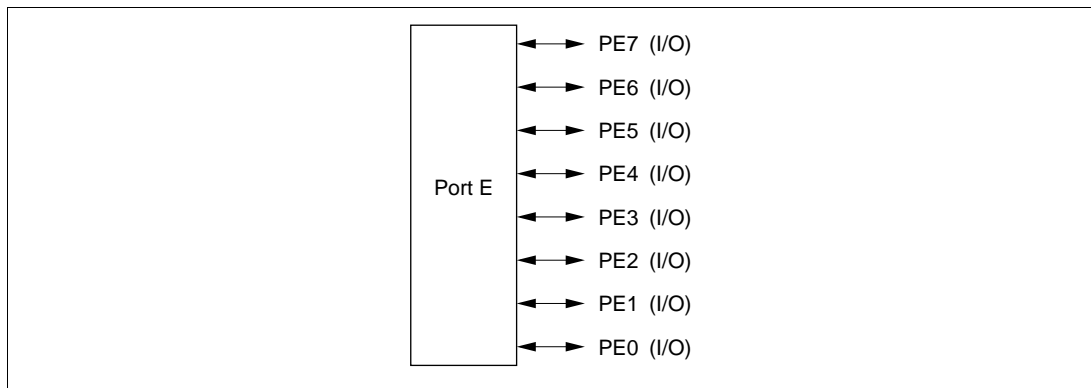 PE7 (I/O)
PE6 (I/O)
PE5 (I/O)
PE4 (I/O)
Port E
PE3 (I/O)
PE2 (I/O)
PE1 (I/O)
PE0 (I/O)